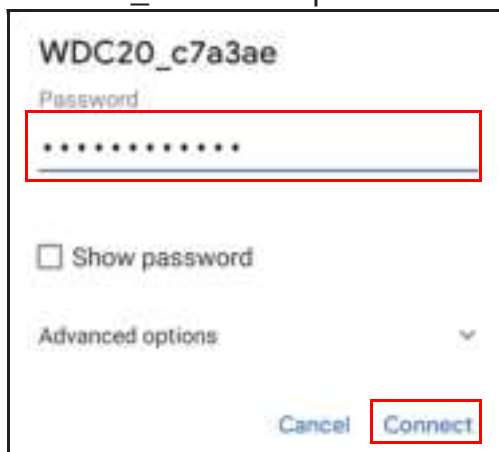 WDC20_c7a3ae
Password
••••••••••••
Show password
Advanced options
Cancel Connect